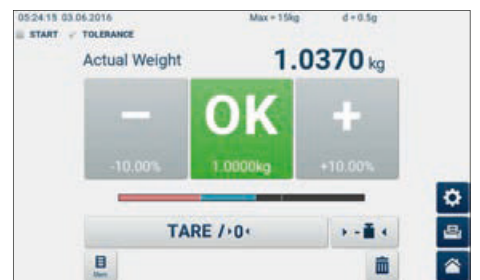 05:24:15 03.06.2016 Max = 15kg d = 0.5g
START TOLERANCE
Actual Weight 1.0370 kg
− OK +
-10.00% 1.0000kg +10.00%
TARE / ›0‹